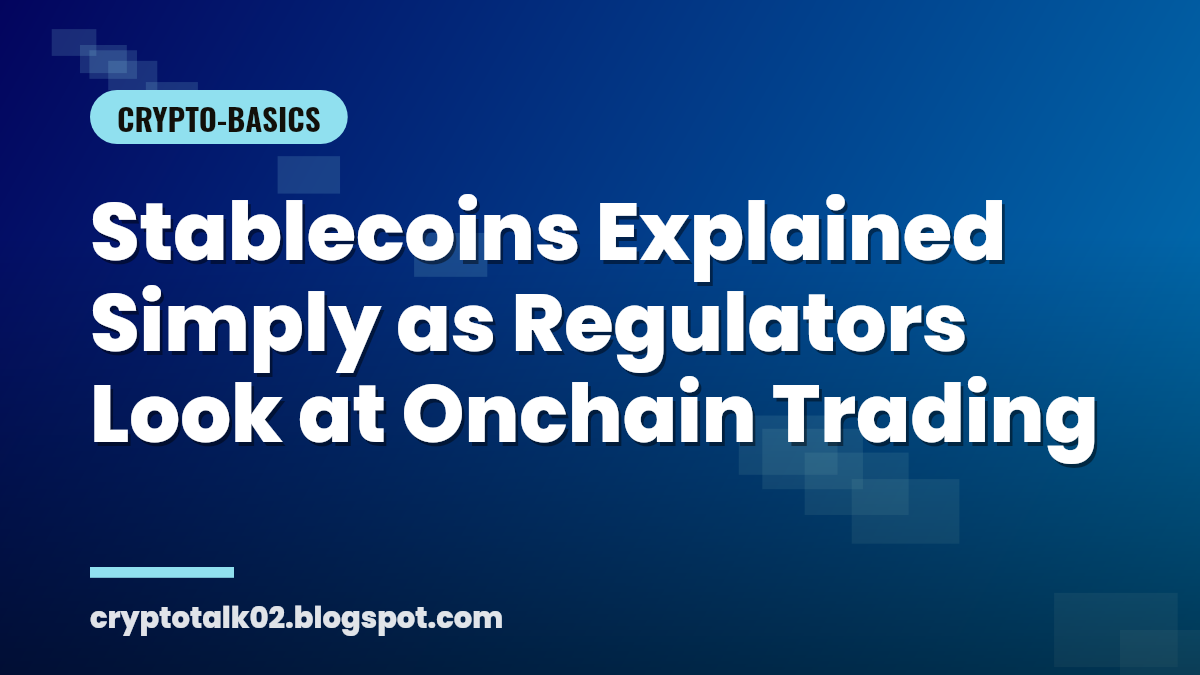 CRYPTO-BASICS
Stablecoins Explained
Simply as Regulators
Look at Onchain Trading
cryptotalk02.blogspot.com